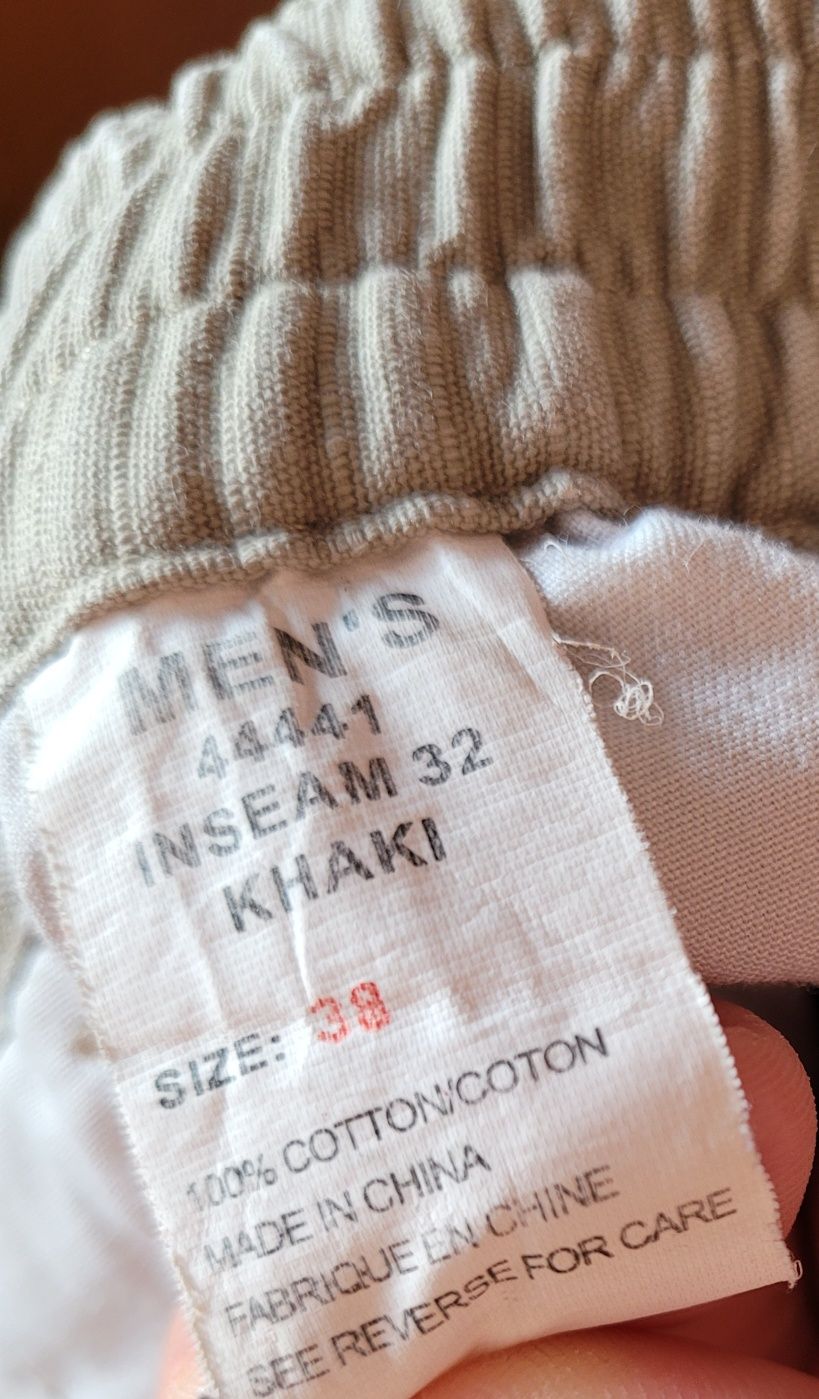 MEN'S
44441
INSEAM 32
KHAKI
SIZE: 38
100% COTTON/COTON
MADE IN CHINA
FABRIQUE EN CHINE
SEE REVERSE FOR CARE